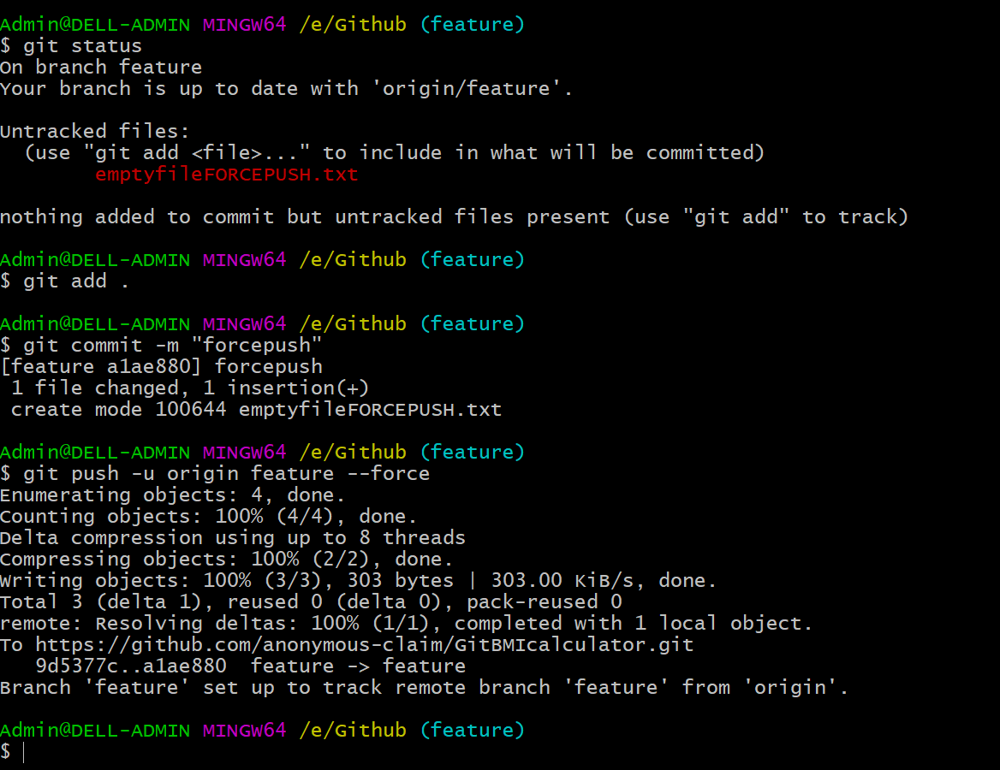 Admin@DELL-ADMIN MINGW64 /e/Github (feature)
$ git status
On branch feature
Your branch is up to date with 'origin/feature'.
Untracked files:
  (use "git add <file>..." to include in what will be committed)
        emptyfileFORCEPUSH.txt
nothing added to commit but untracked files present (use "git add" to track)
Admin@DELL-ADMIN MINGW64 /e/Github (feature)
$ git add .
Admin@DELL-ADMIN MINGW64 /e/Github (feature)
$ git commit -m "forcepush"
[feature a1ae880] forcepush
 1 file changed, 1 insertion(+)
 create mode 100644 emptyfileFORCEPUSH.txt
Admin@DELL-ADMIN MINGW64 /e/Github (feature)
$ git push -u origin feature --force
Enumerating objects: 4, done.
Counting objects: 100% (4/4), done.
Delta compression using up to 8 threads
Compressing objects: 100% (2/2), done.
Writing objects: 100% (3/3), 303 bytes | 303.00 KiB/s, done.
Total 3 (delta 1), reused 0 (delta 0), pack-reused 0
remote: Resolving deltas: 100% (1/1), completed with 1 local object.
To https://github.com/anonymous-claim/GitBMIcalculator.git
   9d5377c..a1ae880  feature -> feature
Branch 'feature' set up to track remote branch 'feature' from 'origin'.
Admin@DELL-ADMIN MINGW64 /e/Github (feature)
$